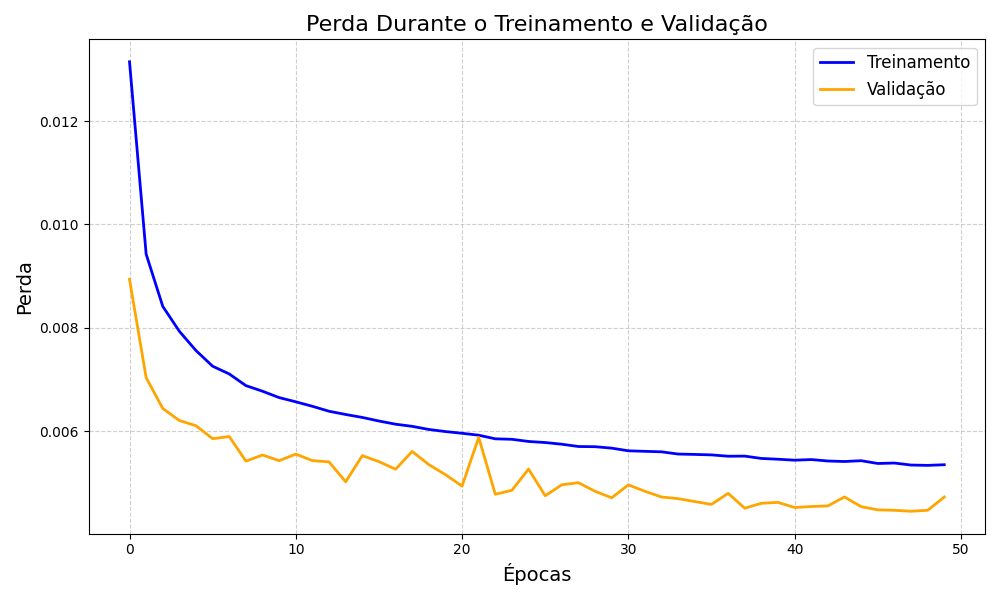 Perda Durante o Treinamento e Validação
Treinamento
Validação
Perda
0.012
0.010
0.008
0.006
0 10 20 30 40 50
Épocas